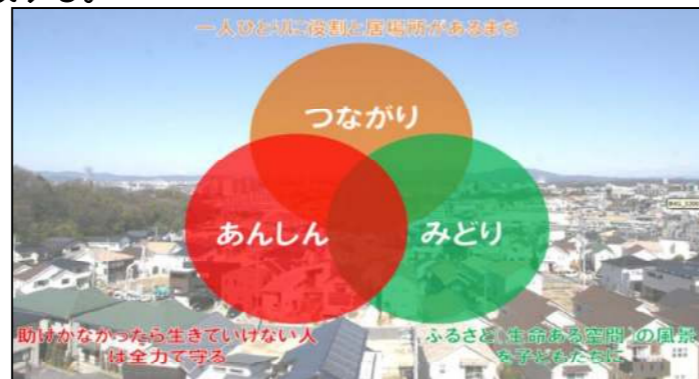 一人ひとりに役割と居場所があるまち
つながり
あんしん
みどり
助けがなかったら生きていけない人
は全力で守る
ふるさと「生命ある空間」の風景
を子どもたちに